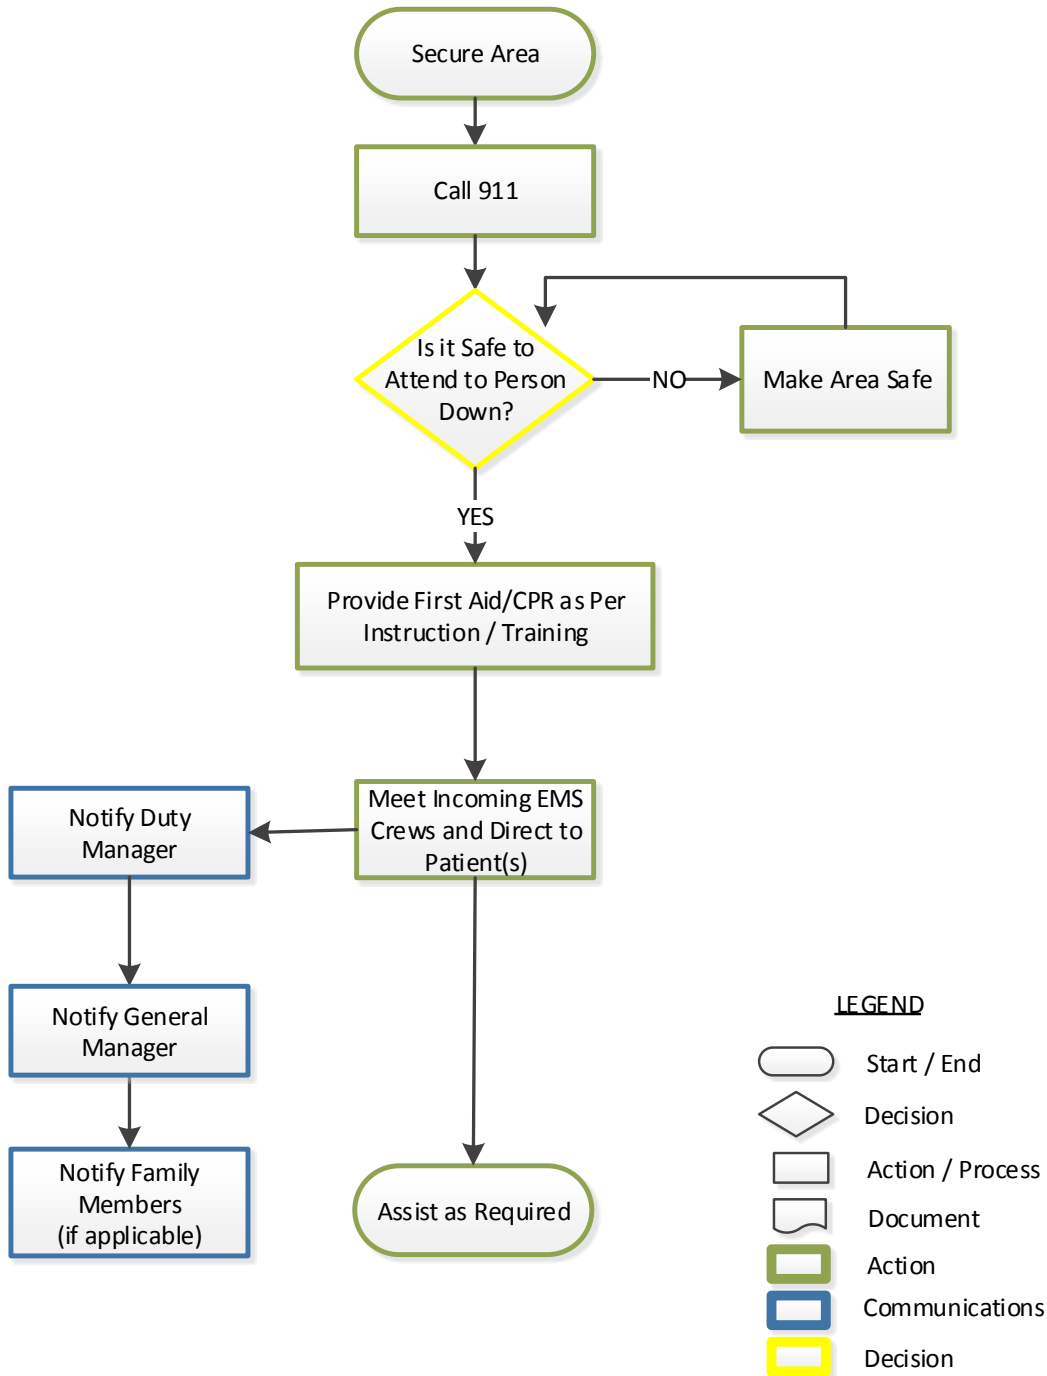 Secure Area
Call 911
Is it Safe to
Attend to Person
Down?
NO
Make Area Safe
YES
Provide First Aid/CPR as Per
Instruction / Training
Meet Incoming EMS
Crews and Direct to
Patient(s)
Notify Duty
Manager
Notify General
Manager
Notify Family
Members
(if applicable)
Assist as Required
LEGEND
Start / End
Decision
Action / Process
Document
Action
Communications
Decision